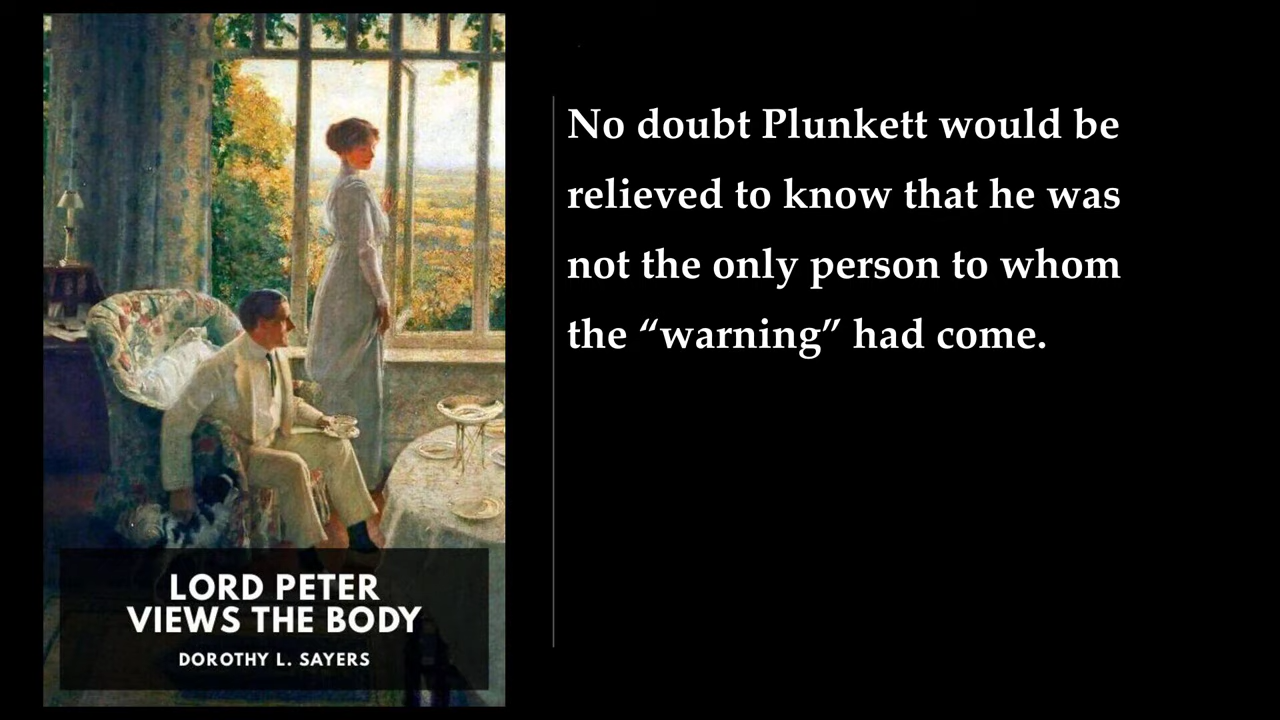 No doubt Plunkett would be
relieved to know that he was
not the only person to whom
the “warning” had come.
LORD PETER
VIEWS THE BODY
DOROTHY L. SAYERS